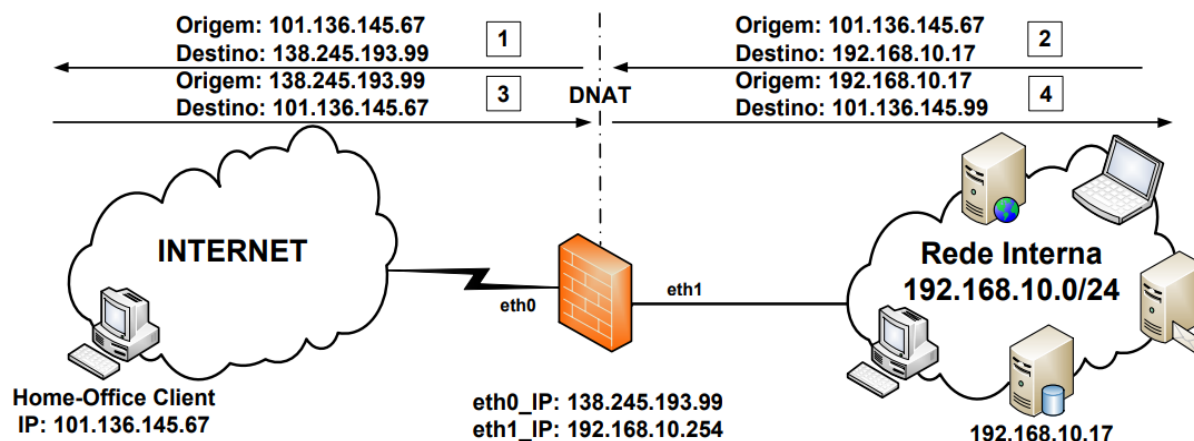 Origem: 101.136.145.67
Destino: 138.245.193.99
1
Origem: 138.245.193.99
Destino: 101.136.145.67
3
DNAT
Origem: 101.136.145.67
Destino: 192.168.10.17
2
Origem: 192.168.10.17
Destino: 101.136.145.99
4
INTERNET
Home-Office Client
IP: 101.136.145.67
eth0
eth1
eth0_IP: 138.245.193.99
eth1_IP: 192.168.10.254
Rede Interna
192.168.10.0/24
192.168.10.17